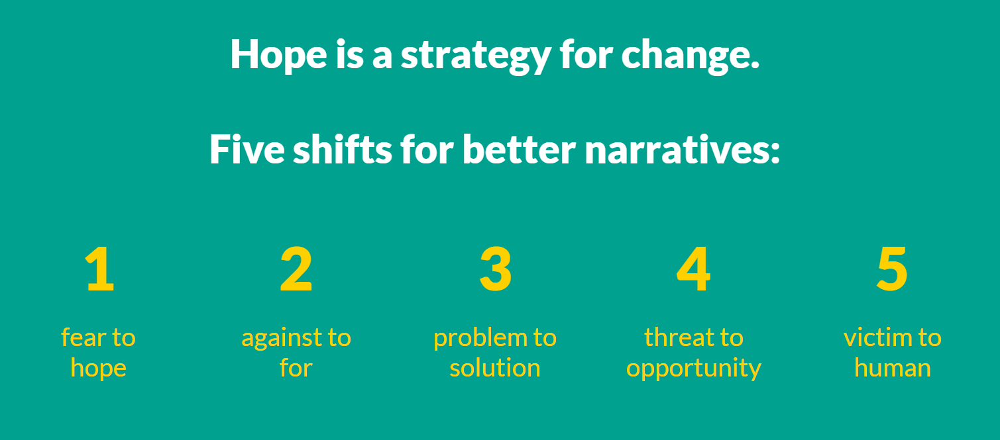 Hope is a strategy for change.
Five shifts for better narratives:
1
fear to
hope
2
against to
for
3
problem to
solution
4
threat to
opportunity
5
victim to
human